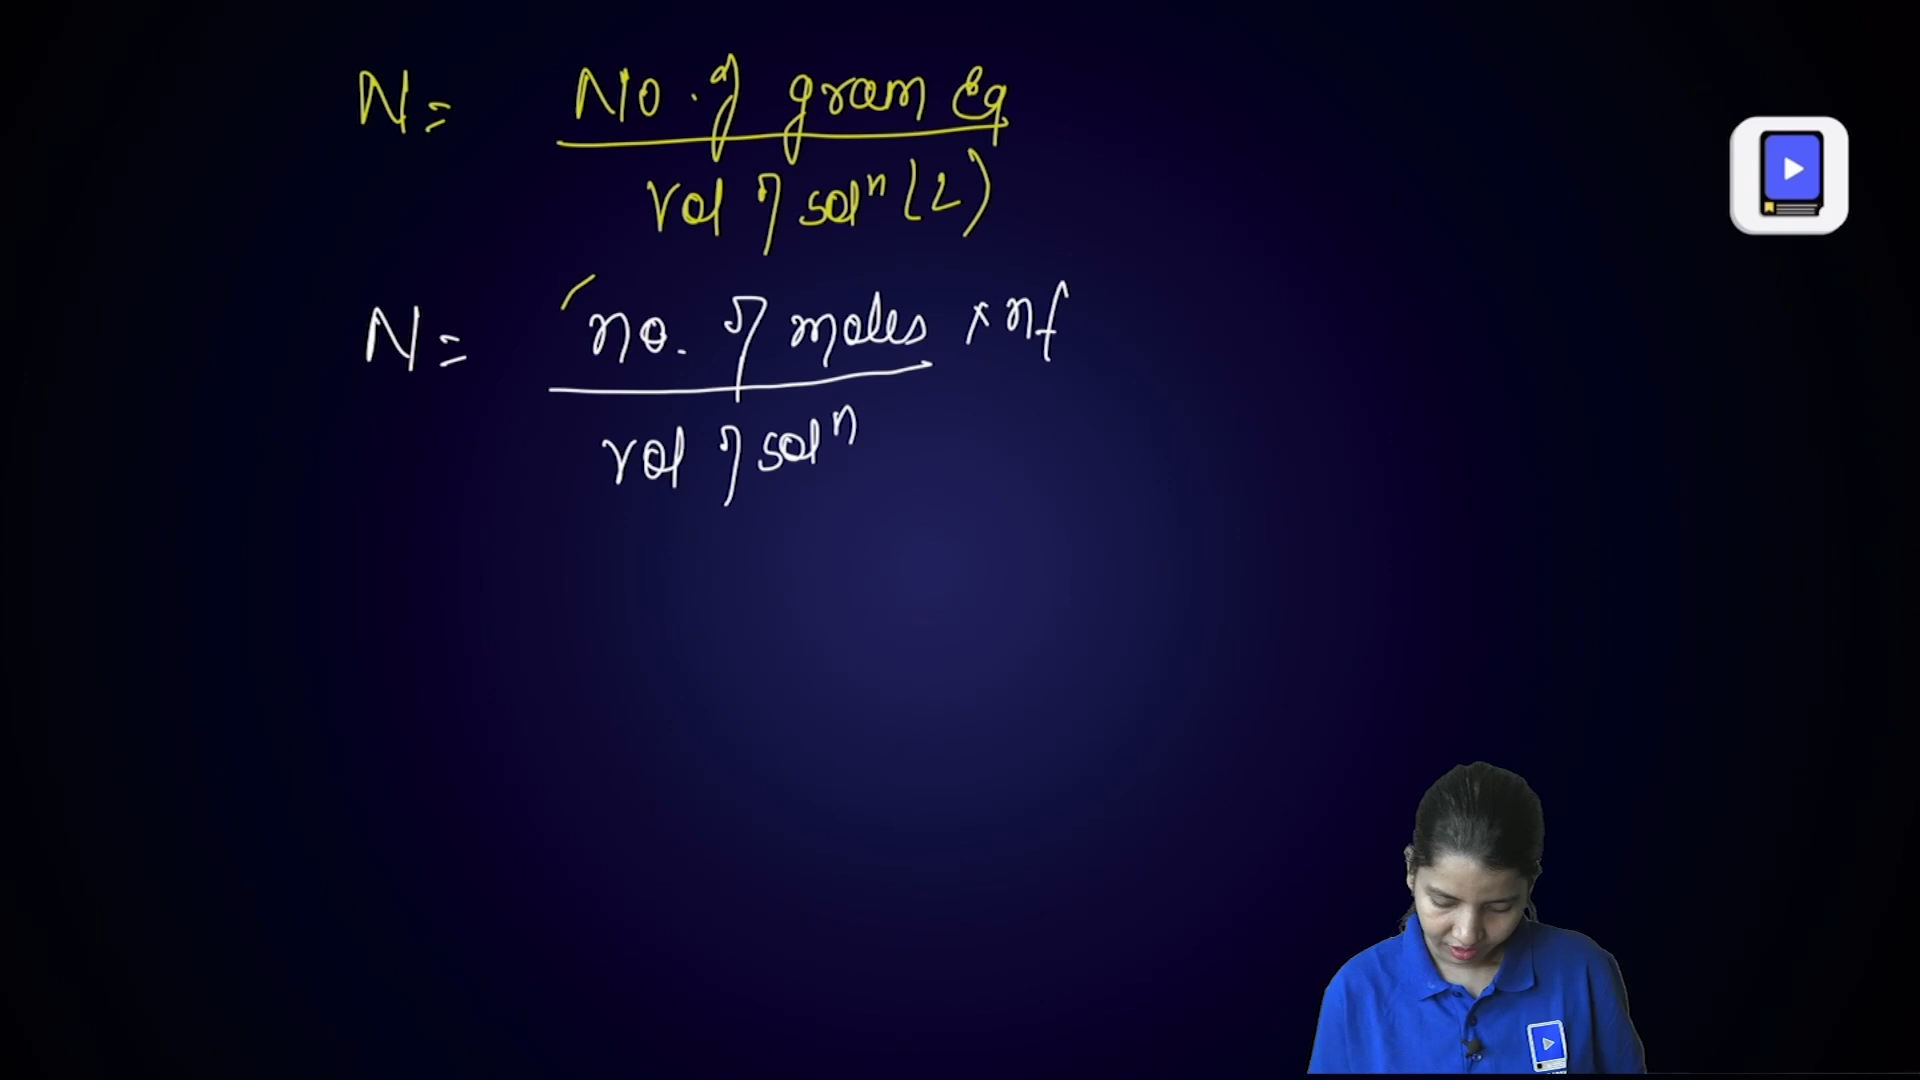 N= No. of gram Eq
vol of solⁿ (L)
N= no. of moles × nf
vol of solⁿ